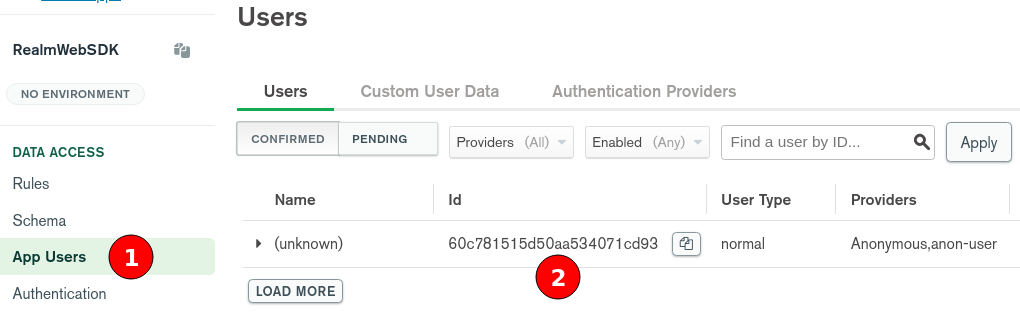 Users
RealmWebSDK
NO ENVIRONMENT
Users Custom User Data Authentication Providers
CONFIRMED PENDING Providers (All) Enabled (Any) Find a user by ID... Apply
DATA ACCESS
Rules
Schema
App Users 1
Authentication
Name Id User Type Providers
(unknown) 60c781515d50aa534071cd93 normal Anonymous,anon-user
2
LOAD MORE